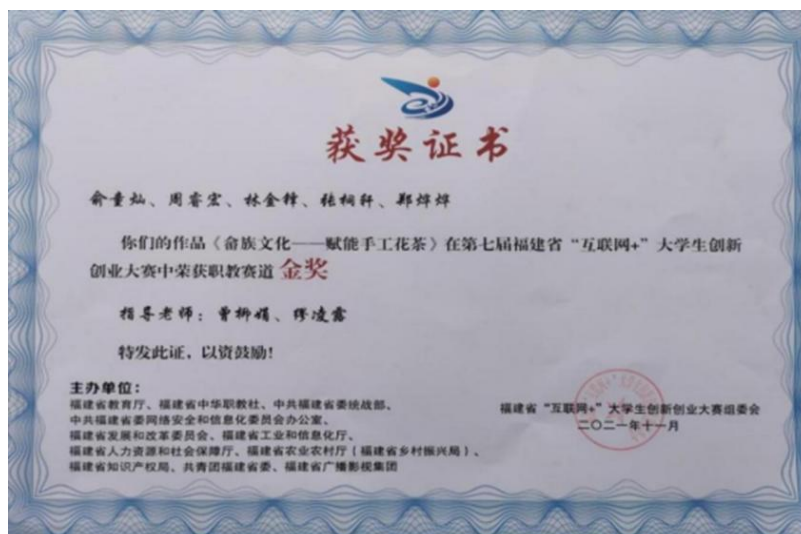 获奖证书
俞童灿、周睿宏、林金锋、张桐轩、郑烨烨
你们的作品《畲族文化——赋能手工花茶》在第七届福建省“互联网+”大学生创新
创业大赛中荣获职教赛道 金奖
指导老师：曾柳娟、缪凌露
特发此证，以资鼓励！
主办单位：
福建省教育厅、福建省中华职教社、中共福建省委统战部、
中共福建省委网络安全和信息化委员会办公室、
福建省发展和改革委员会、福建省工业和信息化厅、
福建省人力资源和社会保障厅、福建省农业农村厅（福建省乡村振兴局）、
福建省知识产权局、共青团福建省委、福建省广播影视集团
福建省“互联网+”大学生创新创业大赛组委会
二〇二一年十一月